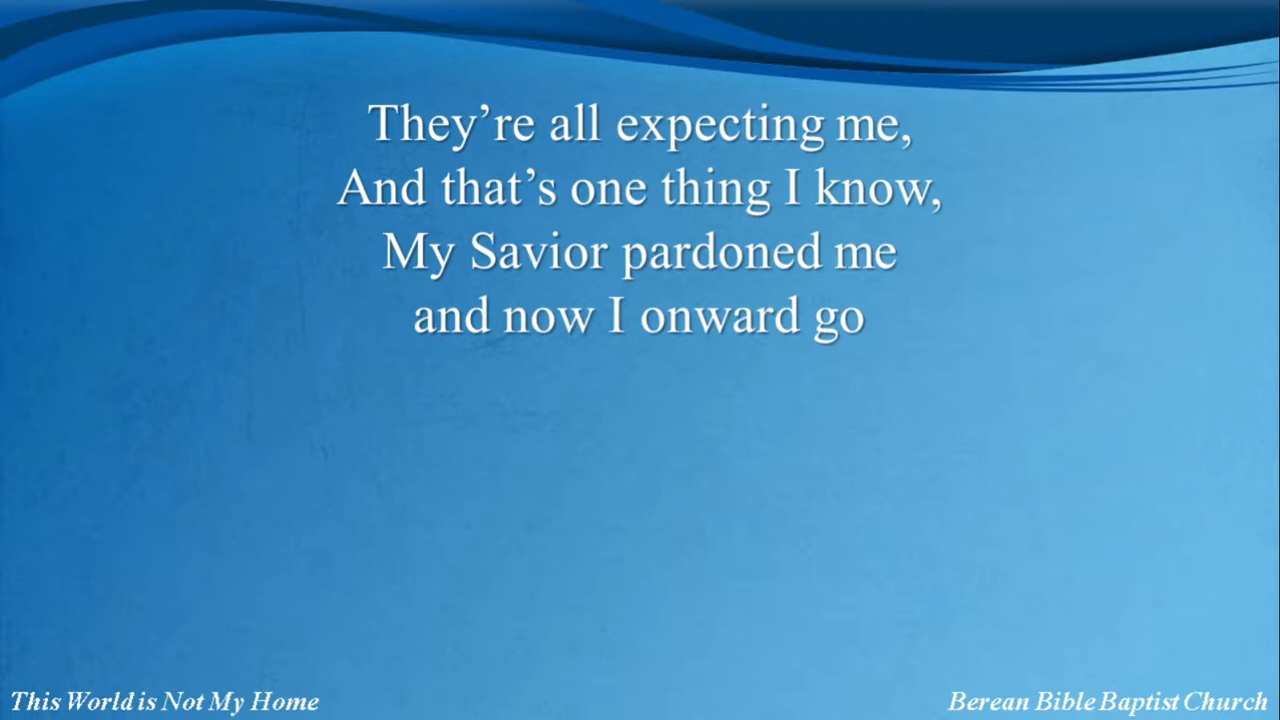 They’re all expecting me,
And that’s one thing I know,
My Savior pardoned me
and now I onward go
This World is Not My Home
Berean Bible Baptist Church